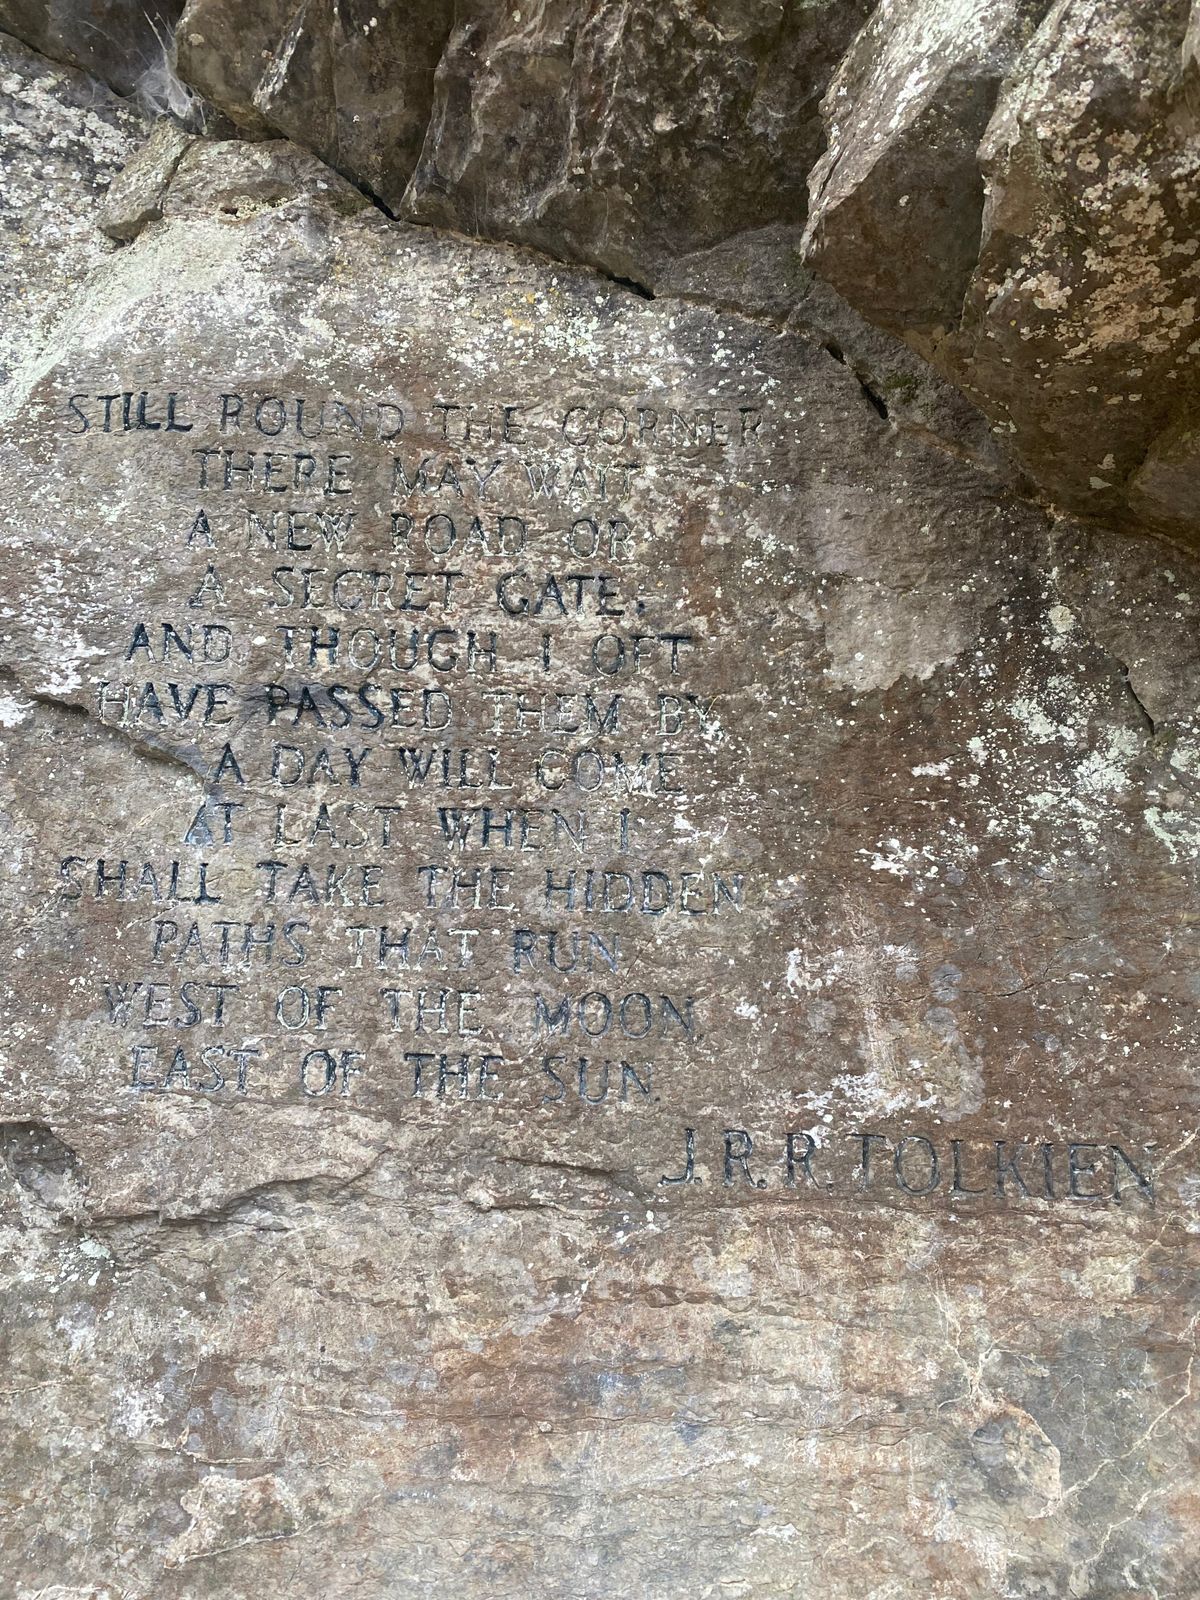 STILL ROUND THE CORNER
THERE MAY WAIT
A NEW ROAD OR
A SECRET GATE.
AND THOUGH I OFT
HAVE PASSED THEM BY,
A DAY WILL COME
AT LAST WHEN I
SHALL TAKE THE HIDDEN
PATHS THAT RUN
WEST OF THE MOON,
EAST OF THE SUN.
J.R.R. TOLKIEN